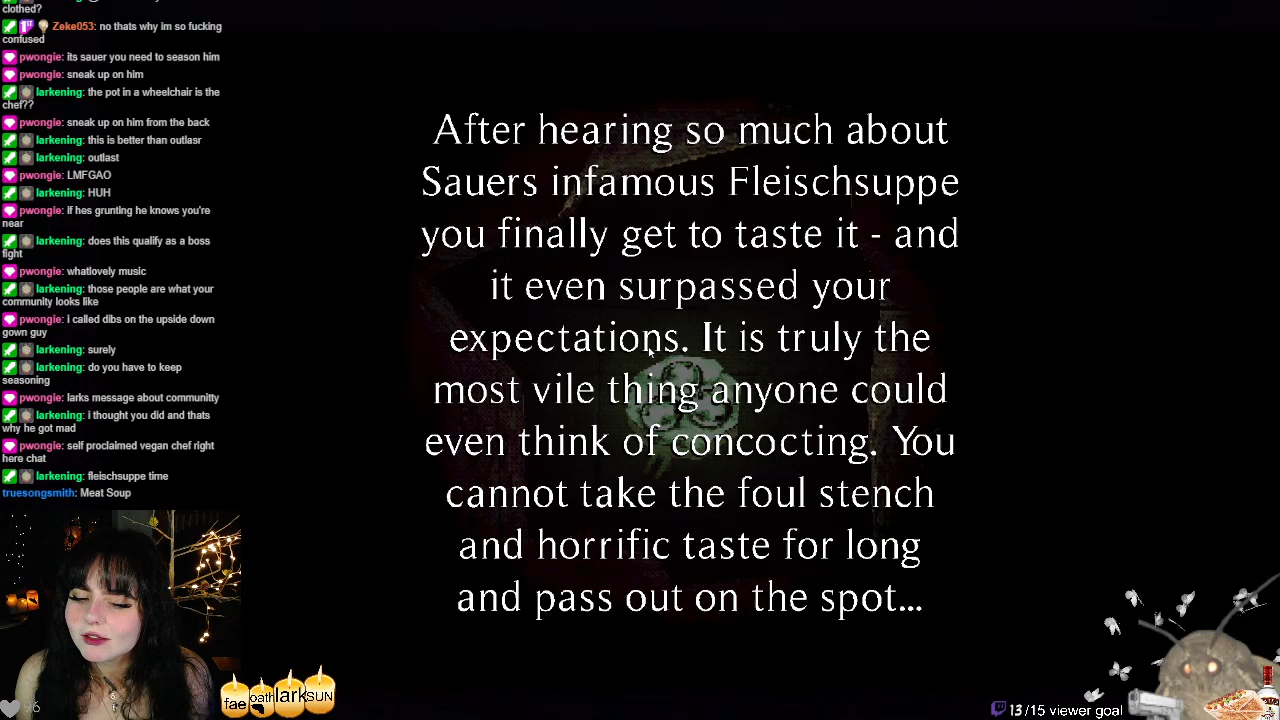 clothed?
Zeke053: no thats why im so fucking
confused
pwongie: its sauer you need to season him
pwongie: sneak up on him
larkening: the pot in a wheelchair is the
chef??
pwongie: sneak up on him from the back
larkening: this is better than outlasr
larkening: outlast
pwongie: LMFGAO
larkening: HUH
pwongie: if hes grunting he knows you're
near
larkening: does this qualify as a boss
fight
pwongie: whatlovely music
larkening: those people are what your
community looks like
pwongie: i called dibs on the upside down
gown guy
larkening: surely
larkening: do you have to keep
seasoning
pwongie: larks message about communitty
larkening: i thought you did and thats
why he got mad
pwongie: self proclaimed vegan chef right
here chat
larkening: fleischsuppe time
truesongsmith: Meat Soup
After hearing so much about
Sauers infamous Fleischsuppe
you finally get to taste it - and
it even surpassed your
expectations. It is truly the
most vile thing anyone could
even think of concocting. You
cannot take the foul stench
and horrific taste for long
and pass out on the spot...
96
fae oath lark SUN
13/15 viewer goal